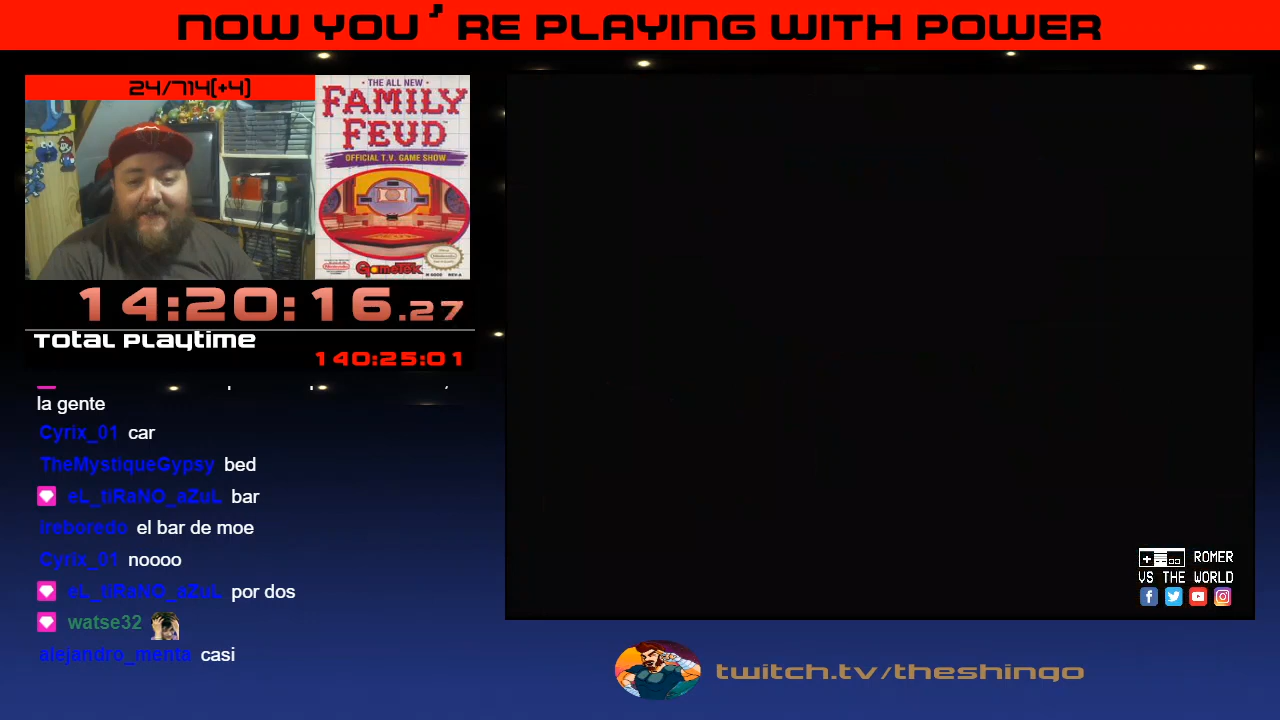 NOW YOU'RE PLAYING WITH POWER
24/714(+4)
• THE ALL NEW •
FAMILY
FEUD
OFFICIAL T.V. GAME SHOW
GameTek
14:20:16.27
Total Playtime
140:25:01
la gente
Cyrix_01 car
TheMystiqueGypsy bed
eL_tiRaNO_aZuL bar
ireboredo el bar de moe
Cyrix_01 noooo
eL_tiRaNO_aZuL por dos
watse32
alejandro_menta casi
ROMER
VS THE WORLD
twitch.tv/theshingo